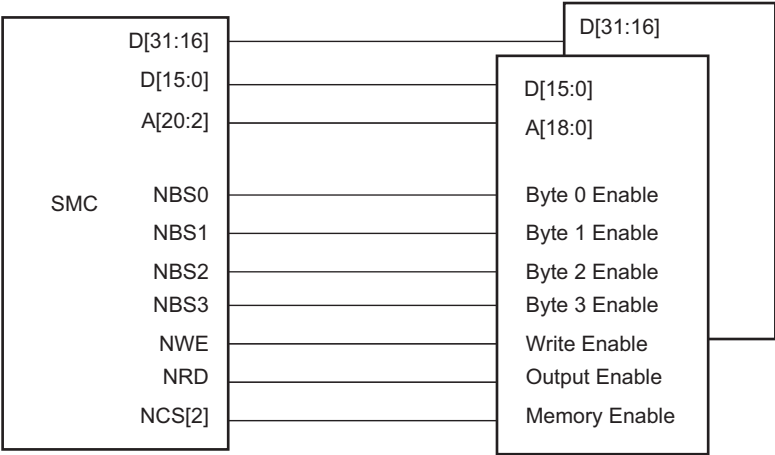 D[31:16] D[31:16]
D[15:0] D[15:0]
A[20:2] A[18:0]
SMC
NBS0 Byte 0 Enable
NBS1 Byte 1 Enable
NBS2 Byte 2 Enable
NBS3 Byte 3 Enable
NWE Write Enable
NRD Output Enable
NCS[2] Memory Enable